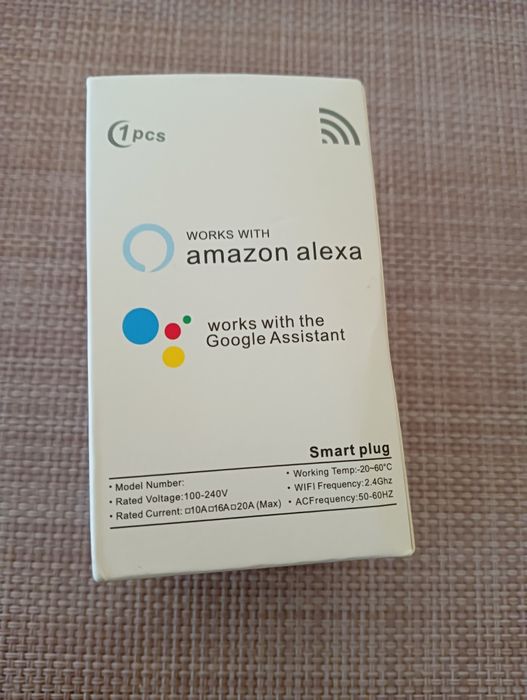 1pcs
WORKS WITH
amazon alexa
works with the
Google Assistant
Smart plug
• Model Number:
• Rated Voltage:100-240V
• Rated Current: □10A□16A□20A (Max)
• Working Temp:-20~60°C
• WIFI Frequency:2.4Ghz
• ACFrequency:50-60HZ